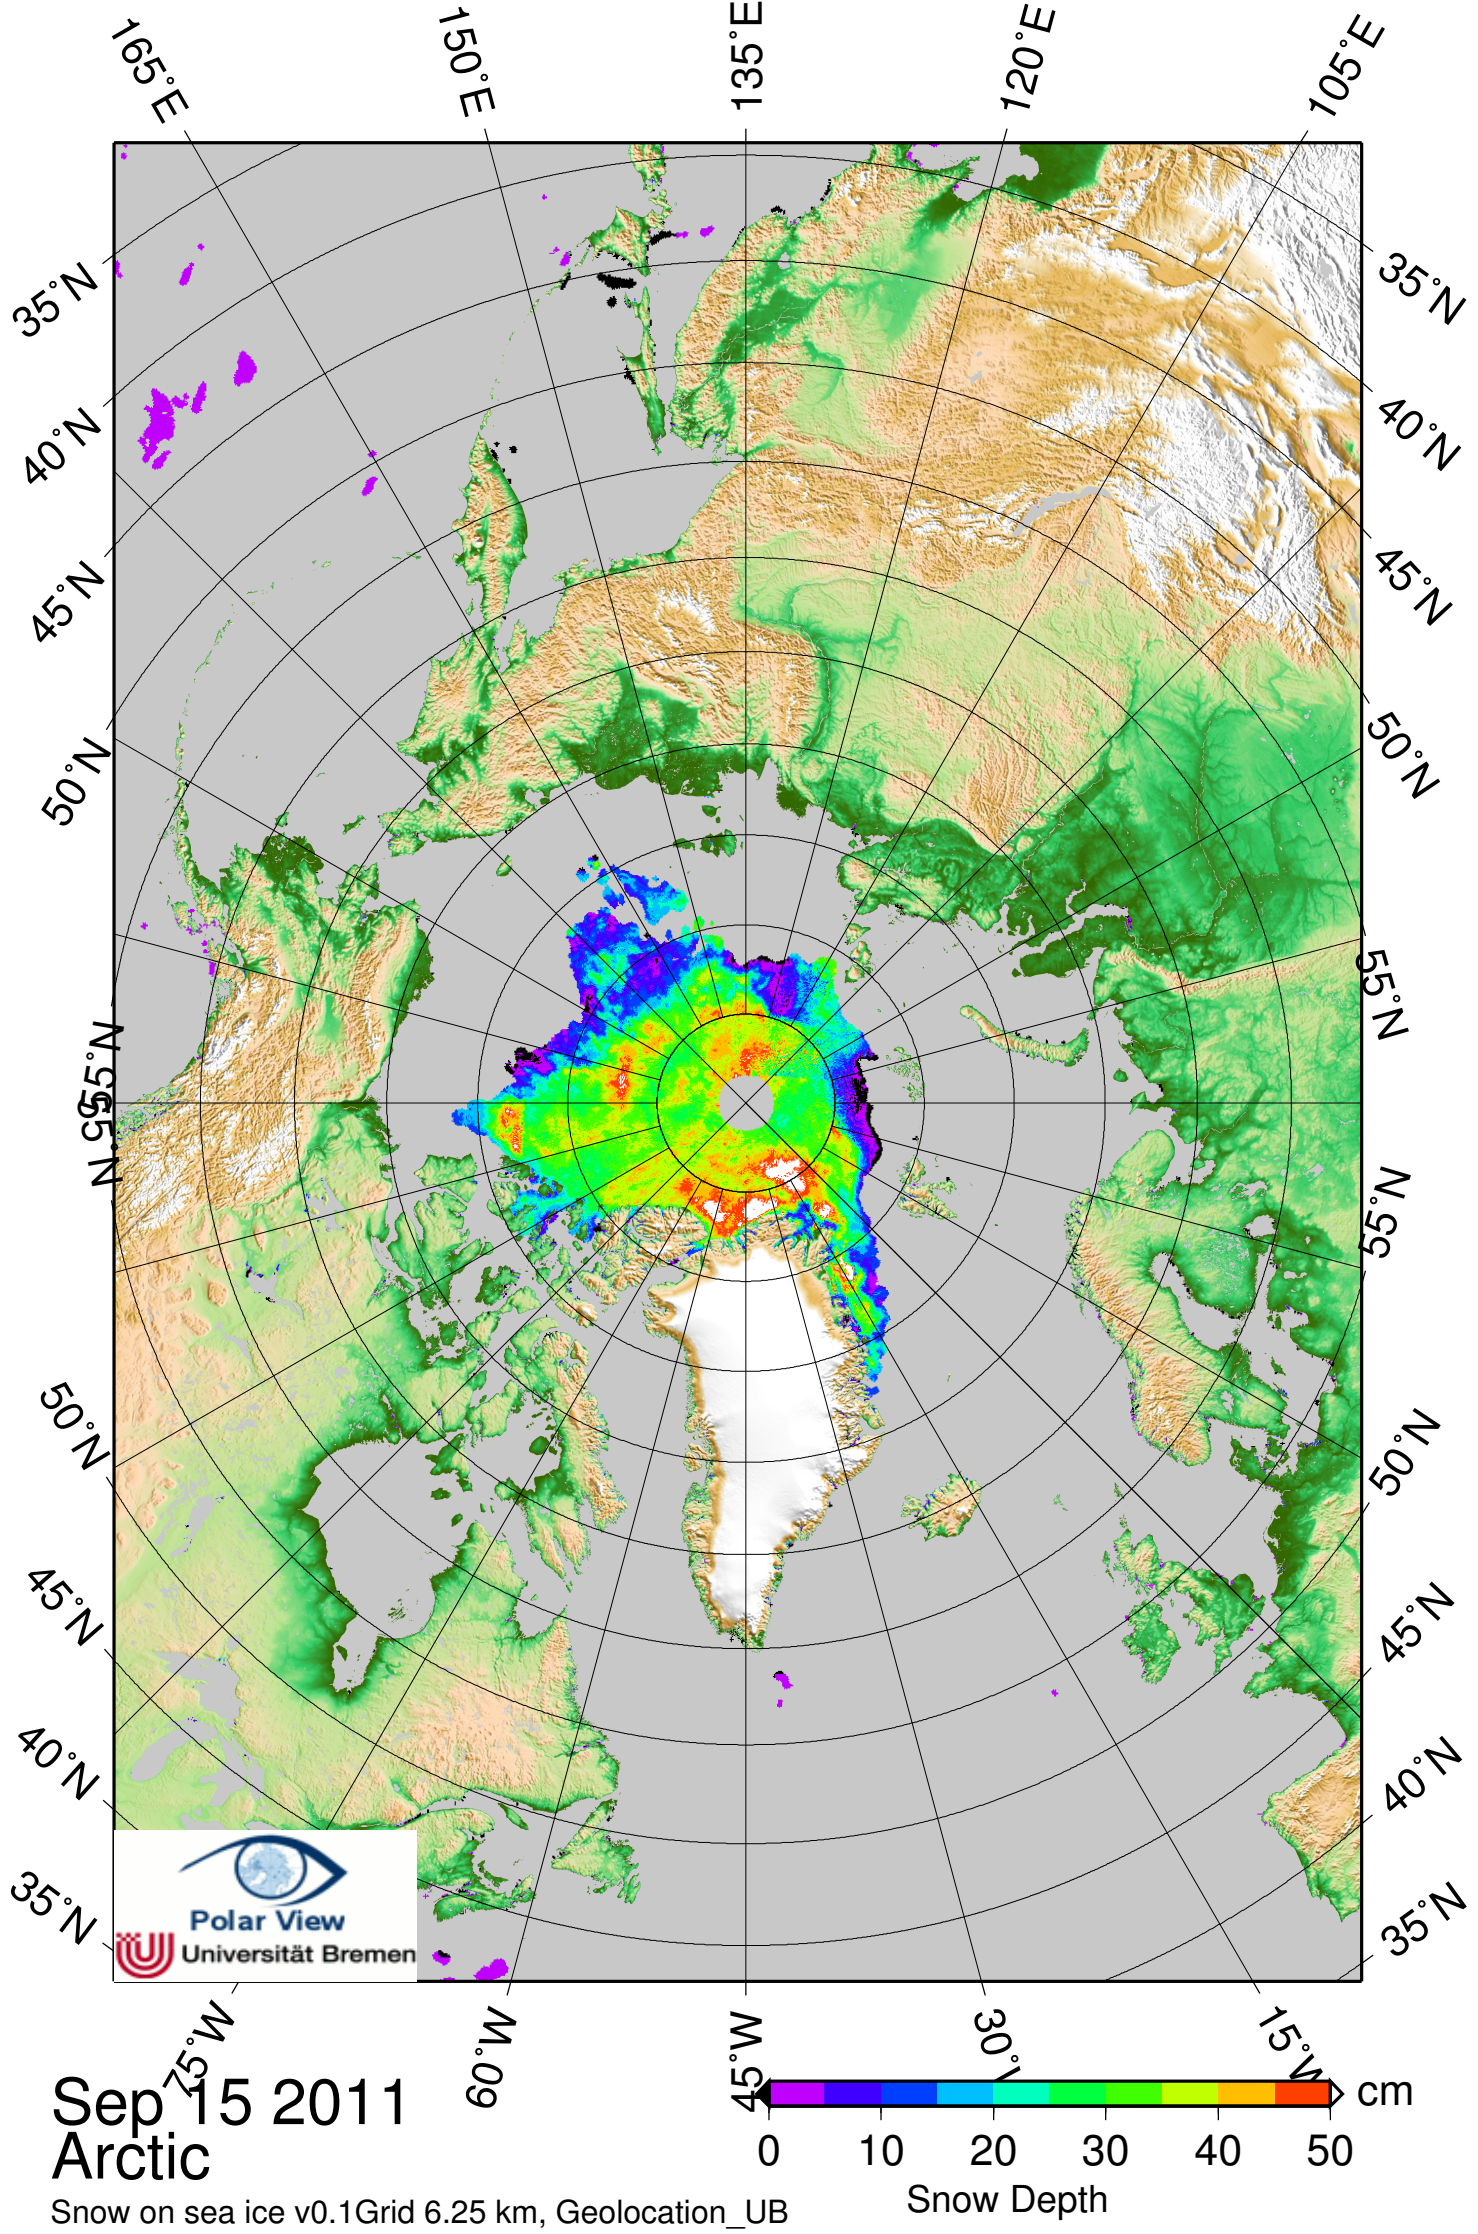 165°E 150°E 135°E 120°E 105°E
35°N 35°N
40°N 40°N
45°N 45°N
50°N 50°N
55°N 55°N
55°N 55°N
50°N 50°N
45°N 45°N
40°N 40°N
35°N 35°N
Polar View
Universität Bremen
75°W 60°W 45°W 30°W 15°W
Sep 15 2011
Arctic
cm
0 10 20 30 40 50
Snow Depth
Snow on sea ice v0.1Grid 6.25 km, Geolocation_UB